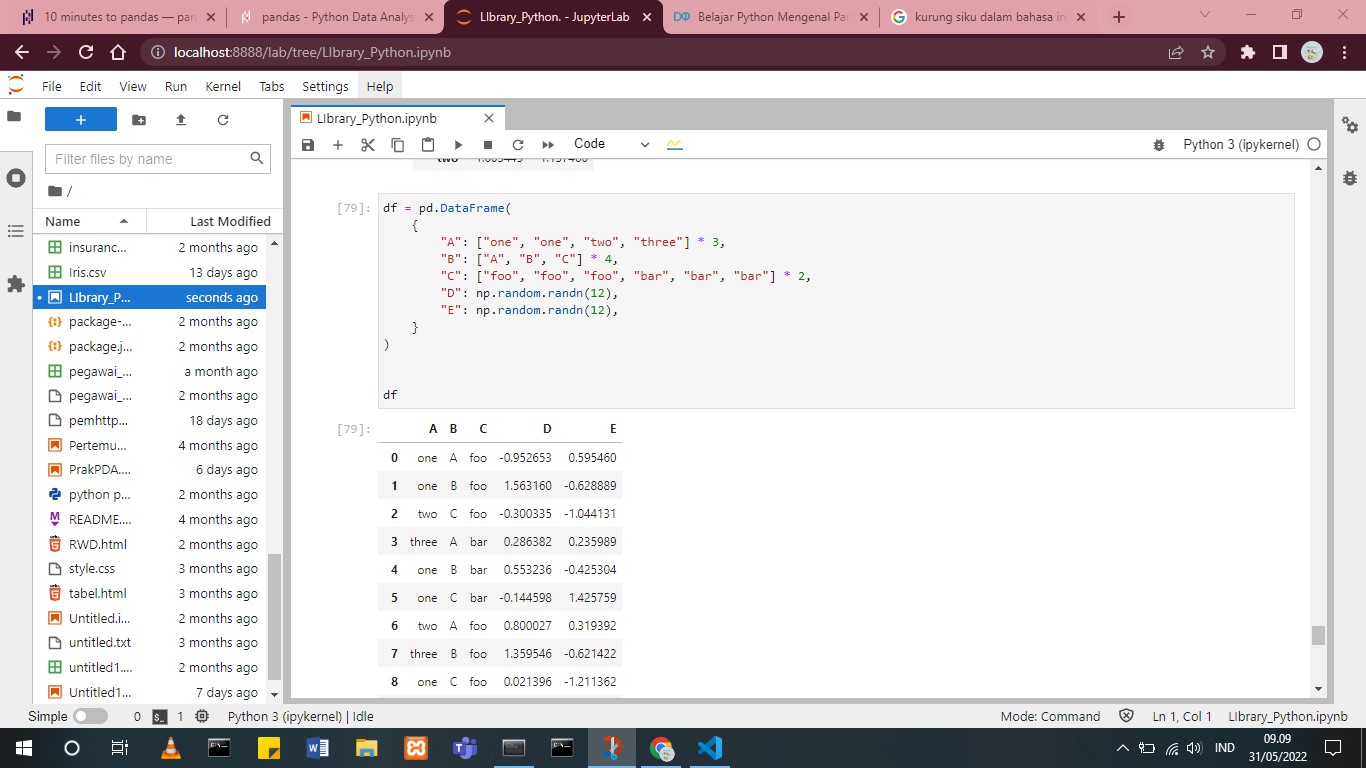 10 minutes to pandas — pan
pandas - Python Data Analys
LIbrary_Python. - JupyterLab
Belajar Python Mengenal Pan
kurung siku dalam bahasa in
localhost:8888/lab/tree/LIbrary_Python.ipynb
File Edit View Run Kernel Tabs Settings Help
LIbrary_Python.ipynb
Code
Python 3 (ipykernel)
Filter files by name
/
Name Last Modified
insuranc... 2 months ago
Iris.csv 13 days ago
LIbrary_P... seconds ago
package-... 2 months ago
package.j... 2 months ago
pegawai_... a month ago
pegawai_... 2 months ago
pemhttp... 18 days ago
Pertemu... 4 months ago
PrakPDA.... 6 days ago
python p... 2 months ago
README.... 4 months ago
RWD.html 2 months ago
style.css 3 months ago
tabel.html 3 months ago
Untitled.i... 2 months ago
untitled.txt 3 months ago
untitled1.... 2 months ago
Untitled1... 7 days ago
[79]: df = pd.DataFrame(
{
"A": ["one", "one", "two", "three"] * 3,
"B": ["A", "B", "C"] * 4,
"C": ["foo", "foo", "foo", "bar", "bar", "bar"] * 2,
"D": np.random.randn(12),
"E": np.random.randn(12),
}
)
df
[79]: A B C D E
0 one A foo -0.952653 0.595460
1 one B foo 1.563160 -0.628889
2 two C foo -0.300335 -1.044131
3 three A bar 0.286382 0.235989
4 one B bar 0.553236 -0.425304
5 one C bar -0.144598 1.425759
6 two A foo 0.800027 0.319392
7 three B foo 1.359546 -0.621422
8 one C foo 0.021396 -1.211362
Simple 0 1 Python 3 (ipykernel) | Idle
Mode: Command Ln 1, Col 1 LIbrary_Python.ipynb
IND
09.09
31/05/2022